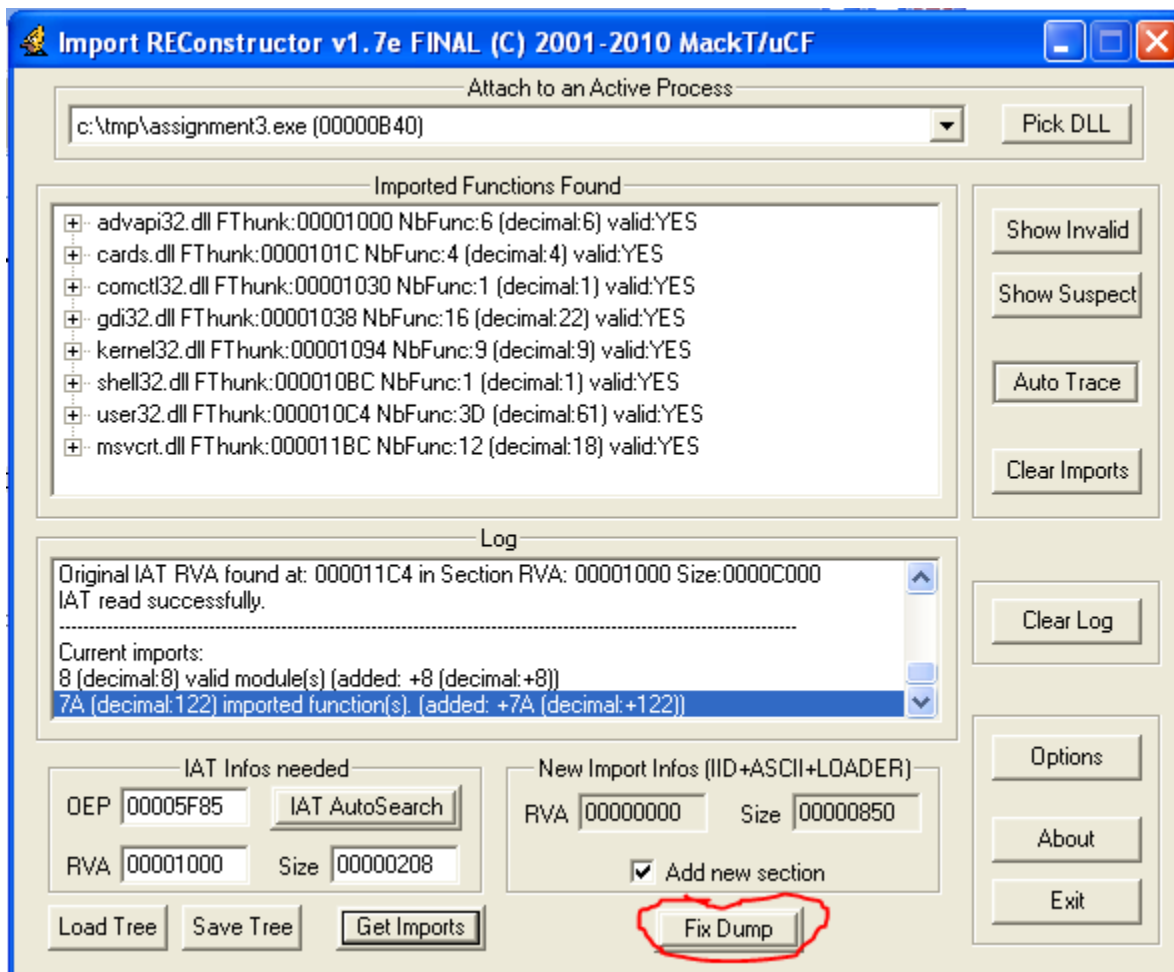 Import REConstructor v1.7e FINAL (C) 2001-2010 MackT/uCF
Attach to an Active Process
c:\tmp\assignment3.exe (00000B40)
Pick DLL
Imported Functions Found
advapi32.dll FThunk:00001000 NbFunc:6 (decimal:6) valid:YES
cards.dll FThunk:0000101C NbFunc:4 (decimal:4) valid:YES
comctl32.dll FThunk:00001030 NbFunc:1 (decimal:1) valid:YES
gdi32.dll FThunk:00001038 NbFunc:16 (decimal:22) valid:YES
kernel32.dll FThunk:00001094 NbFunc:9 (decimal:9) valid:YES
shell32.dll FThunk:000010BC NbFunc:1 (decimal:1) valid:YES
user32.dll FThunk:000010C4 NbFunc:3D (decimal:61) valid:YES
msvcrt.dll FThunk:000011BC NbFunc:12 (decimal:18) valid:YES
Show Invalid
Show Suspect
Auto Trace
Clear Imports
Log
Original IAT RVA found at: 000011C4 in Section RVA: 00001000 Size:0000C000
IAT read successfully.
---------------------------------------------------------------------------------------------------------------------------
Current imports:
8 (decimal:8) valid module(s) (added: +8 (decimal:+8))
7A (decimal:122) imported function(s). (added: +7A (decimal:+122))
Clear Log
IAT Infos needed
OEP 00005F85 IAT AutoSearch
RVA 00001000 Size 00000208
New Import Infos (IID+ASCII+LOADER)
RVA 00000000 Size 00000850
Add new section
Options
About
Exit
Load Tree Save Tree Get Imports Fix Dump